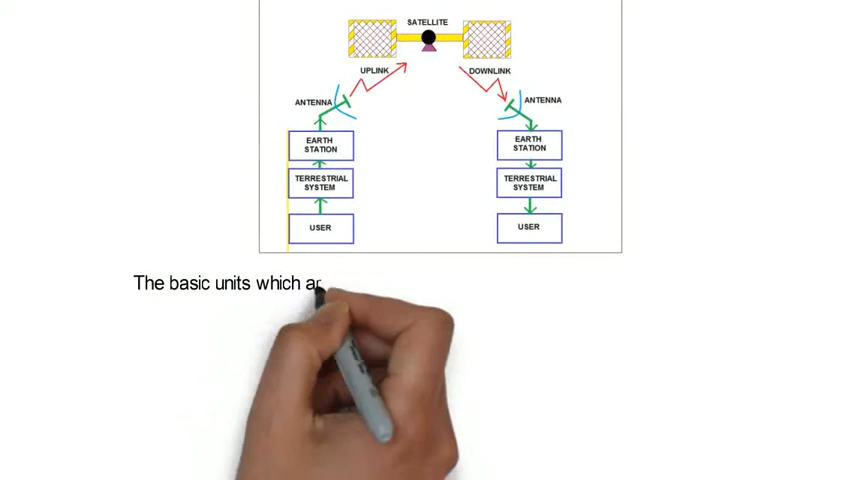 SATELLITE
UPLINK
DOWNLINK
ANTENNA
ANTENNA
EARTH
STATION
EARTH
STATION
TERRESTRIAL
SYSTEM
TERRESTRIAL
SYSTEM
USER
USER
The basic units which